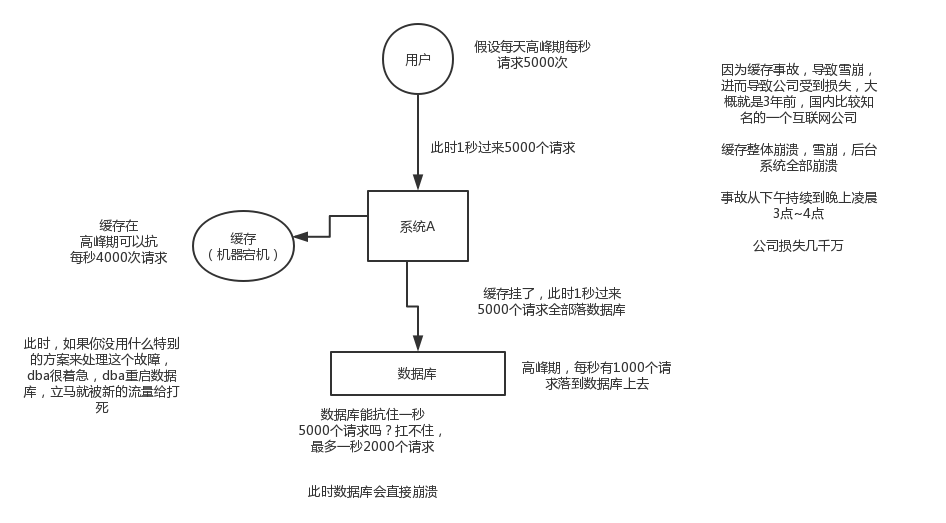 用户
假设每天高峰期每秒
请求5000次
因为缓存事故，导致雪崩，
进而导致公司受到损失，大
概就是3年前，国内比较知
名的一个互联网公司
缓存整体崩溃，雪崩，后台
系统全部崩溃
事故从下午持续到晚上凌晨
3点~4点
公司损失几千万
此时1秒过来5000个请求
系统A
缓存在
高峰期可以抗
每秒4000次请求
缓存
（机器宕机）
缓存挂了，此时1秒过来
5000个请求全部落数据库
此时，如果你没用什么特别
的方案来处理这个故障，
dba很着急，dba重启数据
库，立马就被新的流量给打
死
数据库
高峰期，每秒有1000个请
求落到数据库上去
数据库能抗住一秒
5000个请求吗？扛不住，
最多一秒2000个请求
此时数据库会直接崩溃